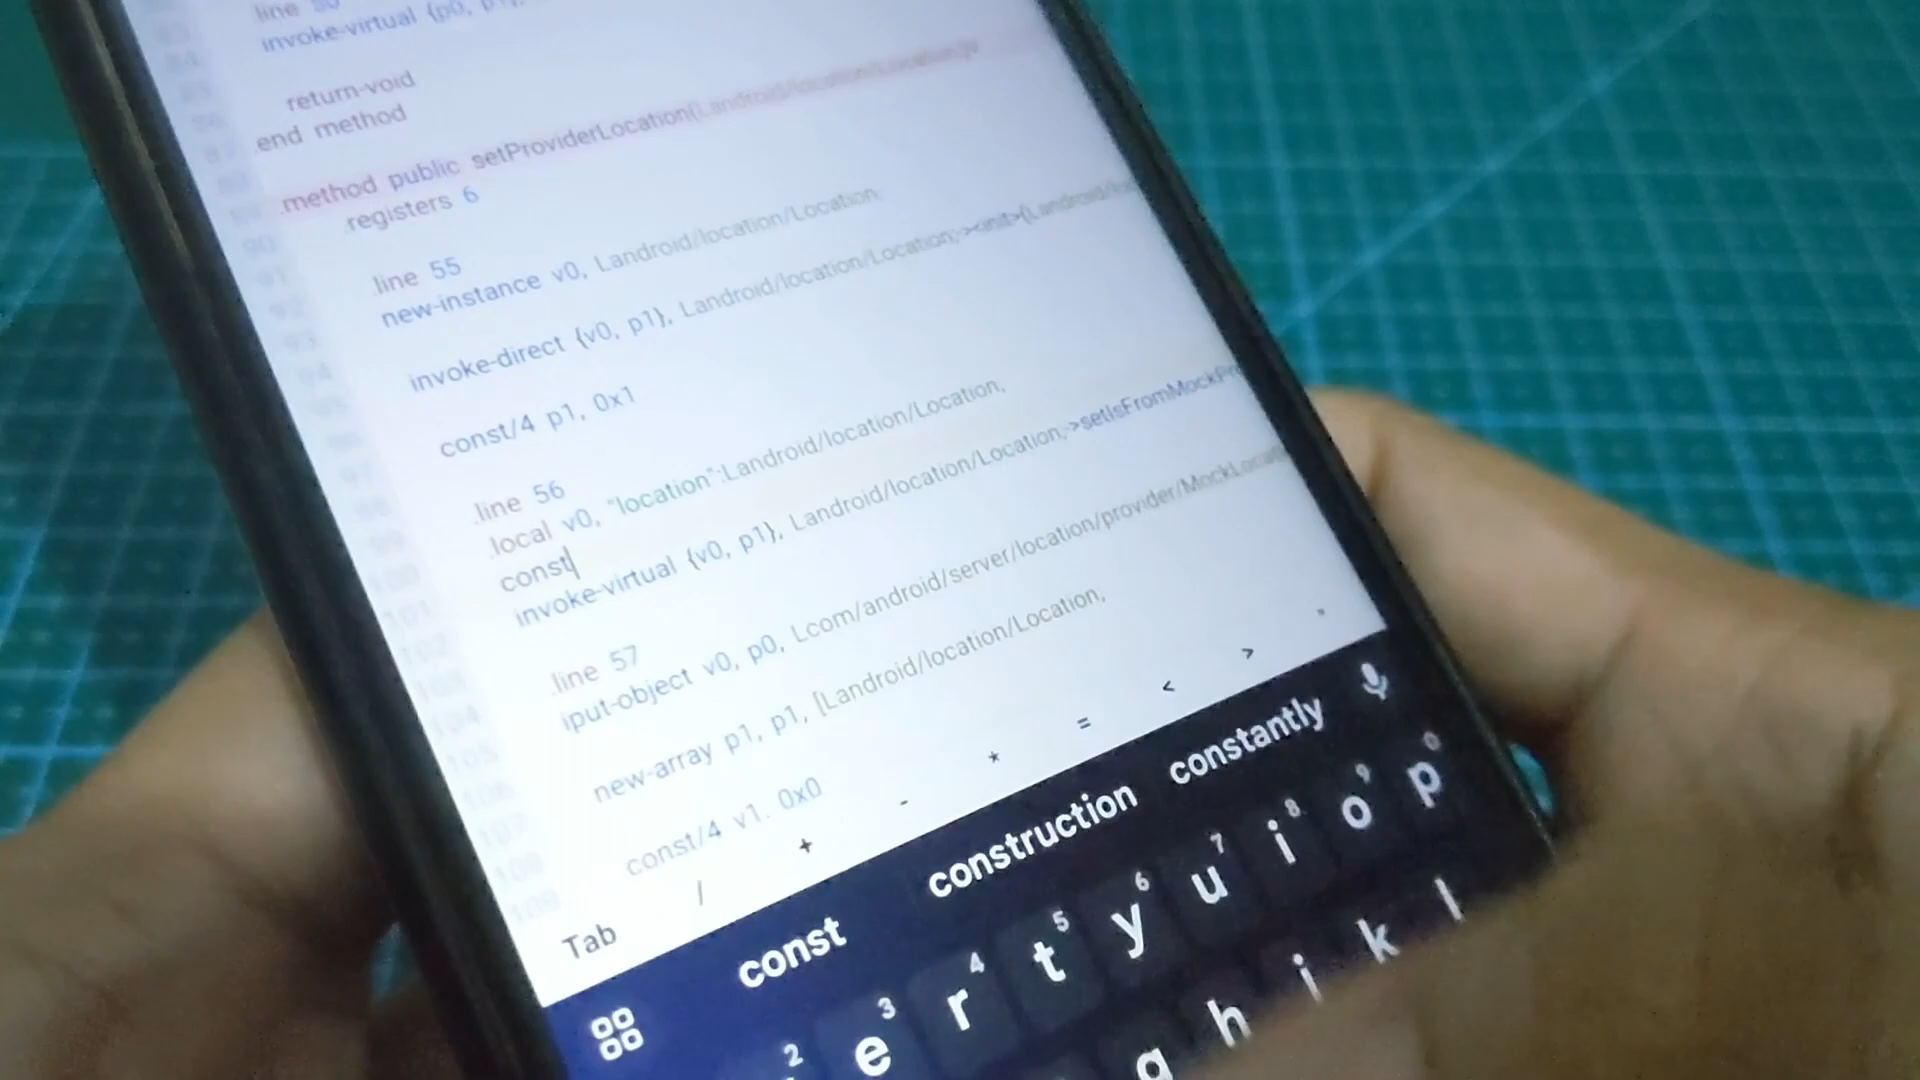 line
invoke-virtual {p0,
return-void
.end method
.method public setProviderLocation(Landroid/location/Location;)V
.registers 6
.line 55
new-instance v0, Landroid/location/Location;
invoke-direct {v0, p1}, Landroid/location/Location;-><init>(Landroid/
const/4 p1, 0x1
.line 56
.local v0, "location":Landroid/location/Location;
const
invoke-virtual {v0, p1}, Landroid/location/Location;->setIsFromMockPr
.line 57
iput-object v0, p0, Lcom/android/server/location/provider/MockLocati
new-array p1, p1, [Landroid/location/Location;
const/4 v1, 0x0
Tab / + - * = < >
const construction constantly
2 3 4 5 6 7 8 9 0
e r t y u i o p
g h j k l